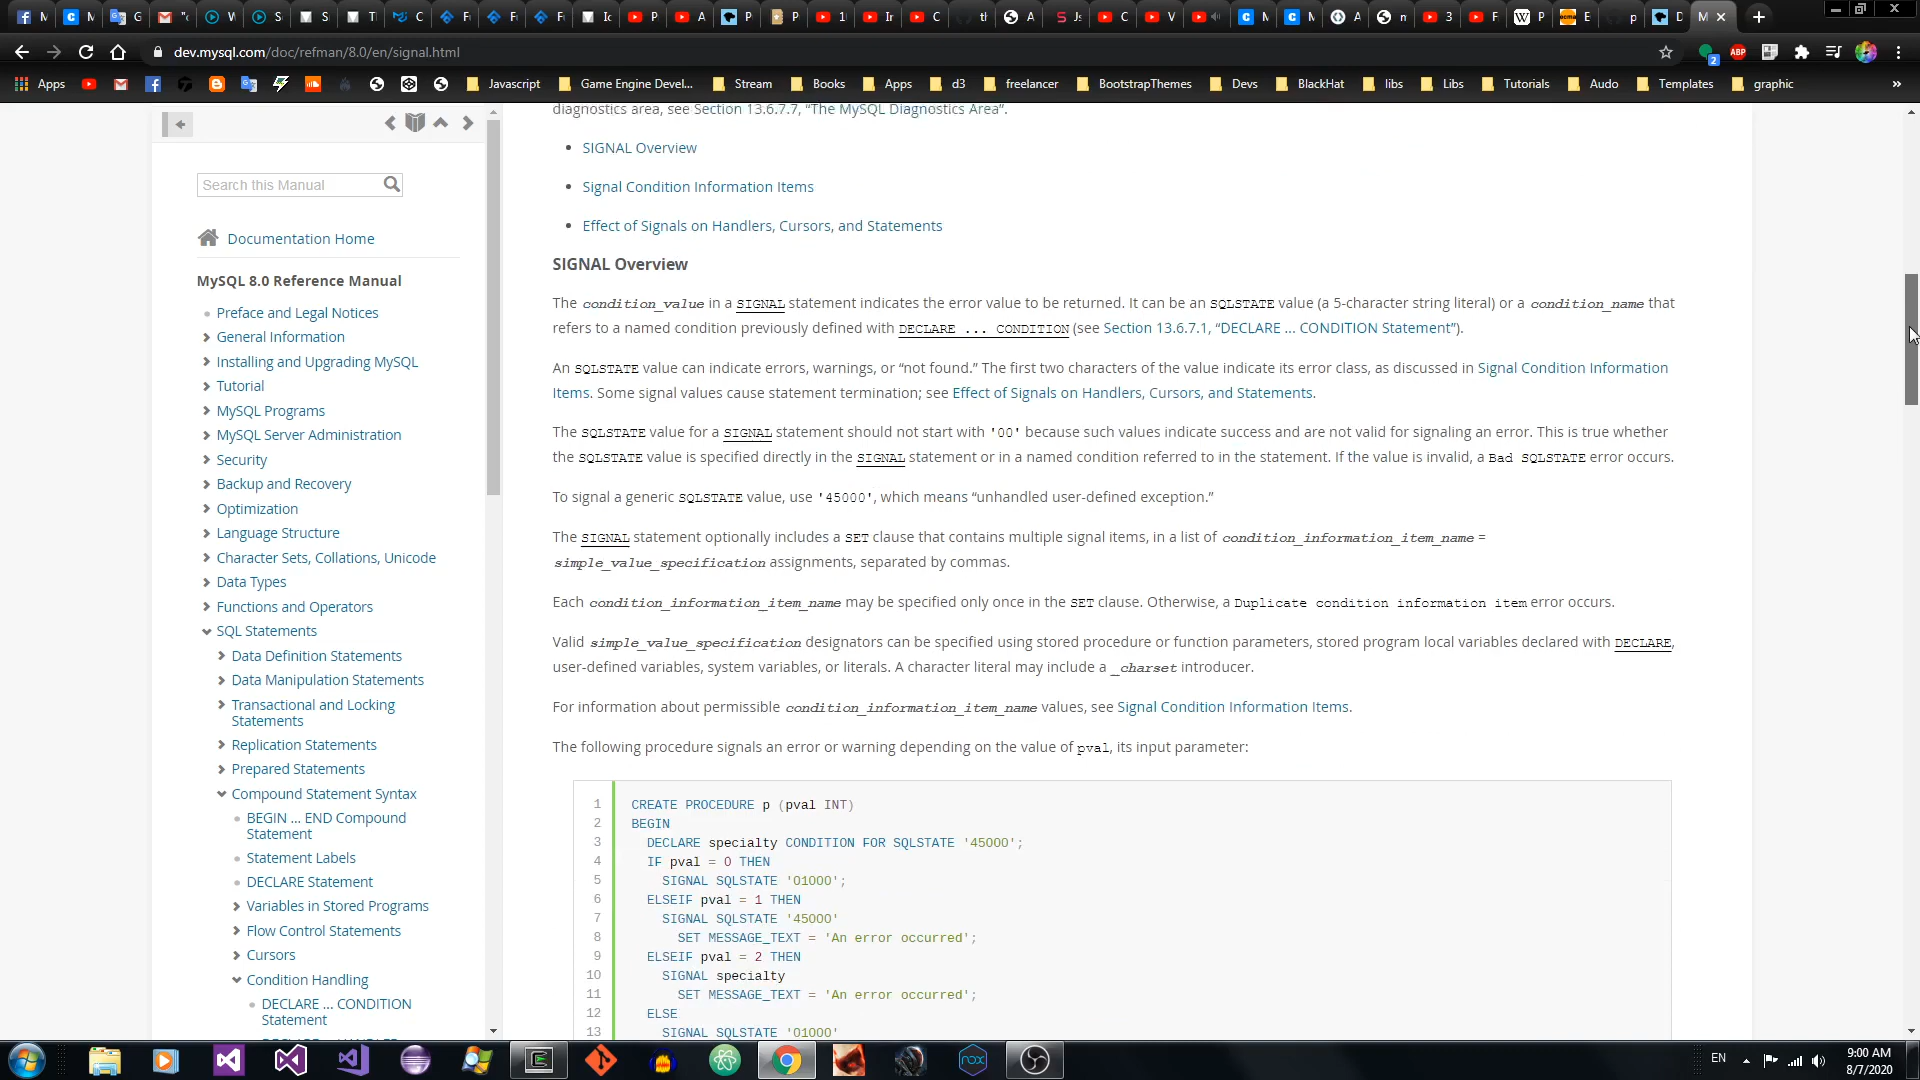 M
M
G
"c
W
S
S
T
C
Fu
Fu
Fu
Ic
P
A
P
P
1(
Ir
C
tl
A
Js
C
V
M
M
A
n
3
F
P
E
p
D
M
dev.mysql.com/doc/refman/8.0/en/signal.html
ABP
2
Apps
Javascript
Game Engine Devel...
Stream
Books
Apps
d3
freelancer
BootstrapThemes
Devs
BlackHat
libs
Libs
Tutorials
Audo
Templates
graphic
»
Search this Manual
Documentation Home
MySQL 8.0 Reference Manual
Preface and Legal Notices
General Information
Installing and Upgrading MySQL
Tutorial
MySQL Programs
MySQL Server Administration
Security
Backup and Recovery
Optimization
Language Structure
Character Sets, Collations, Unicode
Data Types
Functions and Operators
SQL Statements
Data Definition Statements
Data Manipulation Statements
Transactional and Locking
Statements
Replication Statements
Prepared Statements
Compound Statement Syntax
BEGIN ... END Compound
Statement
Statement Labels
DECLARE Statement
Variables in Stored Programs
Flow Control Statements
Cursors
Condition Handling
DECLARE ... CONDITION
Statement
diagnostics area, see Section 13.6.7.7, “The MySQL Diagnostics Area”.
SIGNAL Overview
Signal Condition Information Items
Effect of Signals on Handlers, Cursors, and Statements
SIGNAL Overview
The condition_value in a SIGNAL statement indicates the error value to be returned. It can be an SQLSTATE value (a 5-character string literal) or a condition_name that
refers to a named condition previously defined with DECLARE ... CONDITION (see Section 13.6.7.1, “DECLARE ... CONDITION Statement”).
An SQLSTATE value can indicate errors, warnings, or “not found.” The first two characters of the value indicate its error class, as discussed in Signal Condition Information
Items. Some signal values cause statement termination; see Effect of Signals on Handlers, Cursors, and Statements.
The SQLSTATE value for a SIGNAL statement should not start with '00' because such values indicate success and are not valid for signaling an error. This is true whether
the SQLSTATE value is specified directly in the SIGNAL statement or in a named condition referred to in the statement. If the value is invalid, a Bad SQLSTATE error occurs.
To signal a generic SQLSTATE value, use '45000', which means “unhandled user-defined exception.”
The SIGNAL statement optionally includes a SET clause that contains multiple signal items, in a list of condition_information_item_name =
simple_value_specification assignments, separated by commas.
Each condition_information_item_name may be specified only once in the SET clause. Otherwise, a Duplicate condition information item error occurs.
Valid simple_value_specification designators can be specified using stored procedure or function parameters, stored program local variables declared with DECLARE,
user-defined variables, system variables, or literals. A character literal may include a _charset introducer.
For information about permissible condition_information_item_name values, see Signal Condition Information Items.
The following procedure signals an error or warning depending on the value of pval, its input parameter:
1 CREATE PROCEDURE p (pval INT)
2 BEGIN
3 DECLARE specialty CONDITION FOR SQLSTATE '45000';
4 IF pval = 0 THEN
5 SIGNAL SQLSTATE '01000';
6 ELSEIF pval = 1 THEN
7 SIGNAL SQLSTATE '45000'
8 SET MESSAGE_TEXT = 'An error occurred';
9 ELSEIF pval = 2 THEN
10 SIGNAL specialty
11 SET MESSAGE_TEXT = 'An error occurred';
12 ELSE
13 SIGNAL SQLSTATE '01000'
nox
EN
9:00 AM
8/7/2020